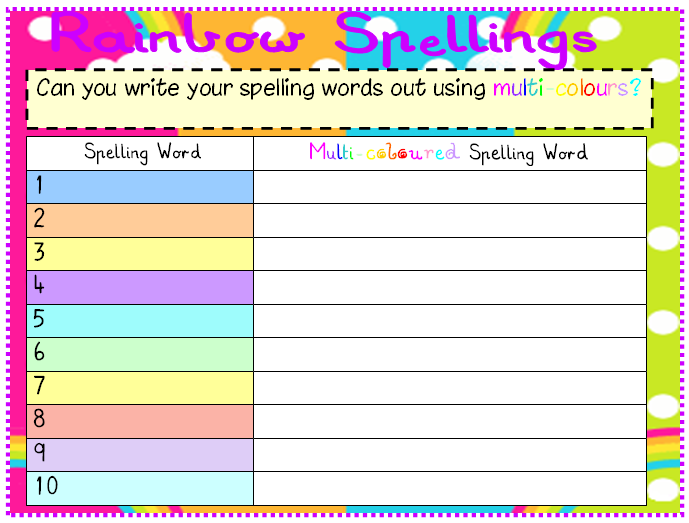 Rainbow Spellings
Can you write your spelling words out using multi-colours?
Spelling Word
Multi-coloured Spelling Word
1
2
3
4
5
6
7
8
9
10